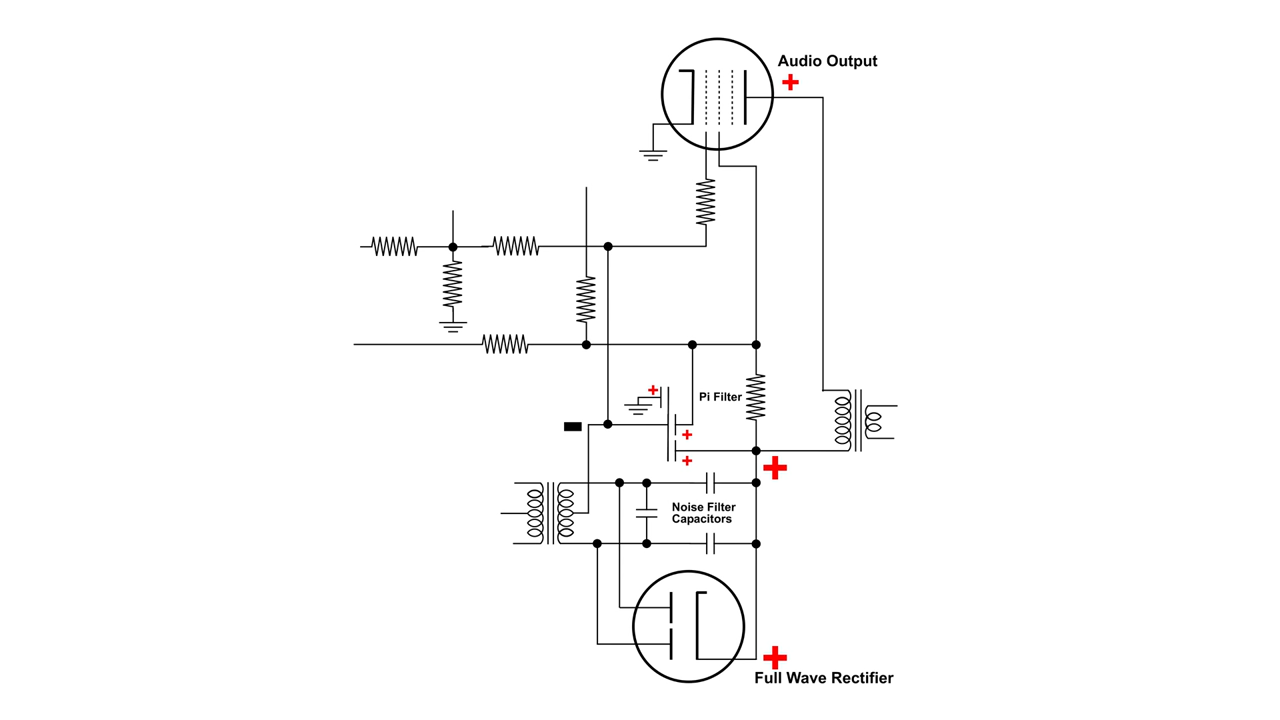 Audio Output
Pi Filter
Noise Filter
Capacitors
Full Wave Rectifier